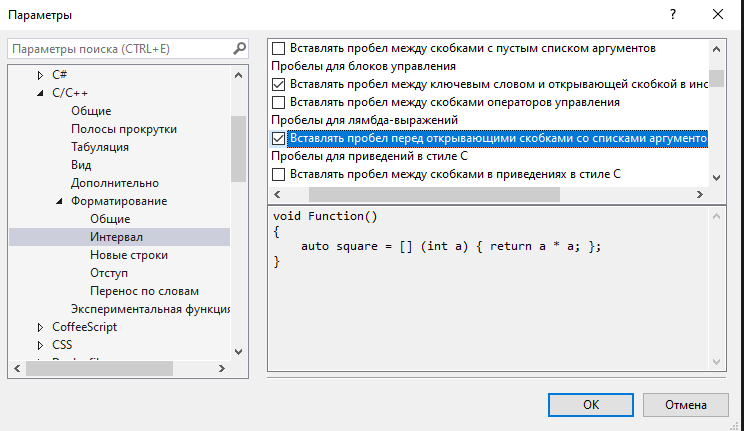 Параметры
Параметры поиска (CTRL+E)
C#
C/C++
Общие
Полосы прокрутки
Табуляция
Вид
Дополнительно
Форматирование
Общие
Интервал
Новые строки
Отступ
Перенос по словам
Экспериментальная функция
CoffeeScript
CSS
Вставлять пробел между скобками с пустым списком аргументов
Пробелы для блоков управления
Вставлять пробел между ключевым словом и открывающей скобкой в инс
Вставлять пробел между скобками операторов управления
Пробелы для лямбда-выражений
Вставлять пробел перед открывающими скобками со списками аргументо
Пробелы для приведений в стиле C
Вставлять пробел между скобками в приведениях в стиле C
void Function()
{
    auto square = [] (int a) { return a * a; };
}
OK
Отмена